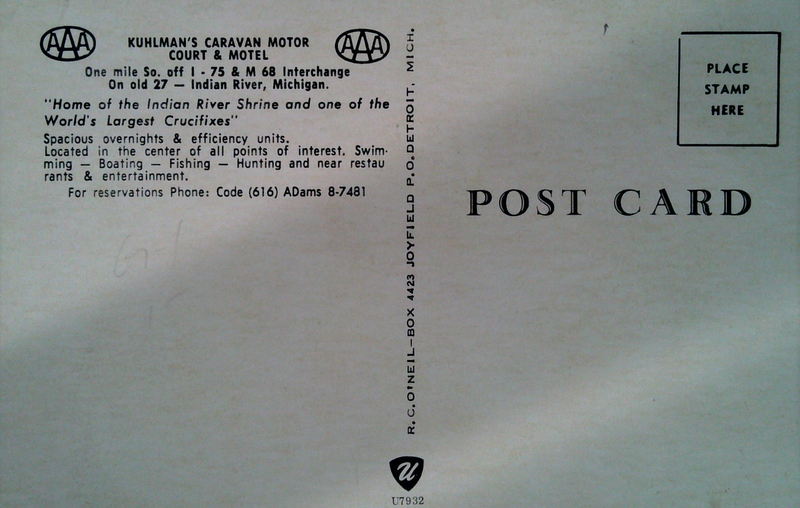 AAA
AAA
KUHLMAN'S CARAVAN MOTOR
COURT & MOTEL
One mile So. off I - 75 & M 68 Interchange
On old 27 — Indian River, Michigan.
"Home of the Indian River Shrine and one of the
World's Largest Crucifixes"
Spacious overnights & efficiency units.
Located in the center of all points of interest. Swim-
ming — Boating — Fishing — Hunting and near restau
rants & entertainment.
For reservations Phone: Code (616) ADams 8-7481
R. C. O'NEIL—BOX 4423 JOYFIELD P.O. DETROIT, MICH.
U
U7932
PLACE
STAMP
HERE
POST CARD